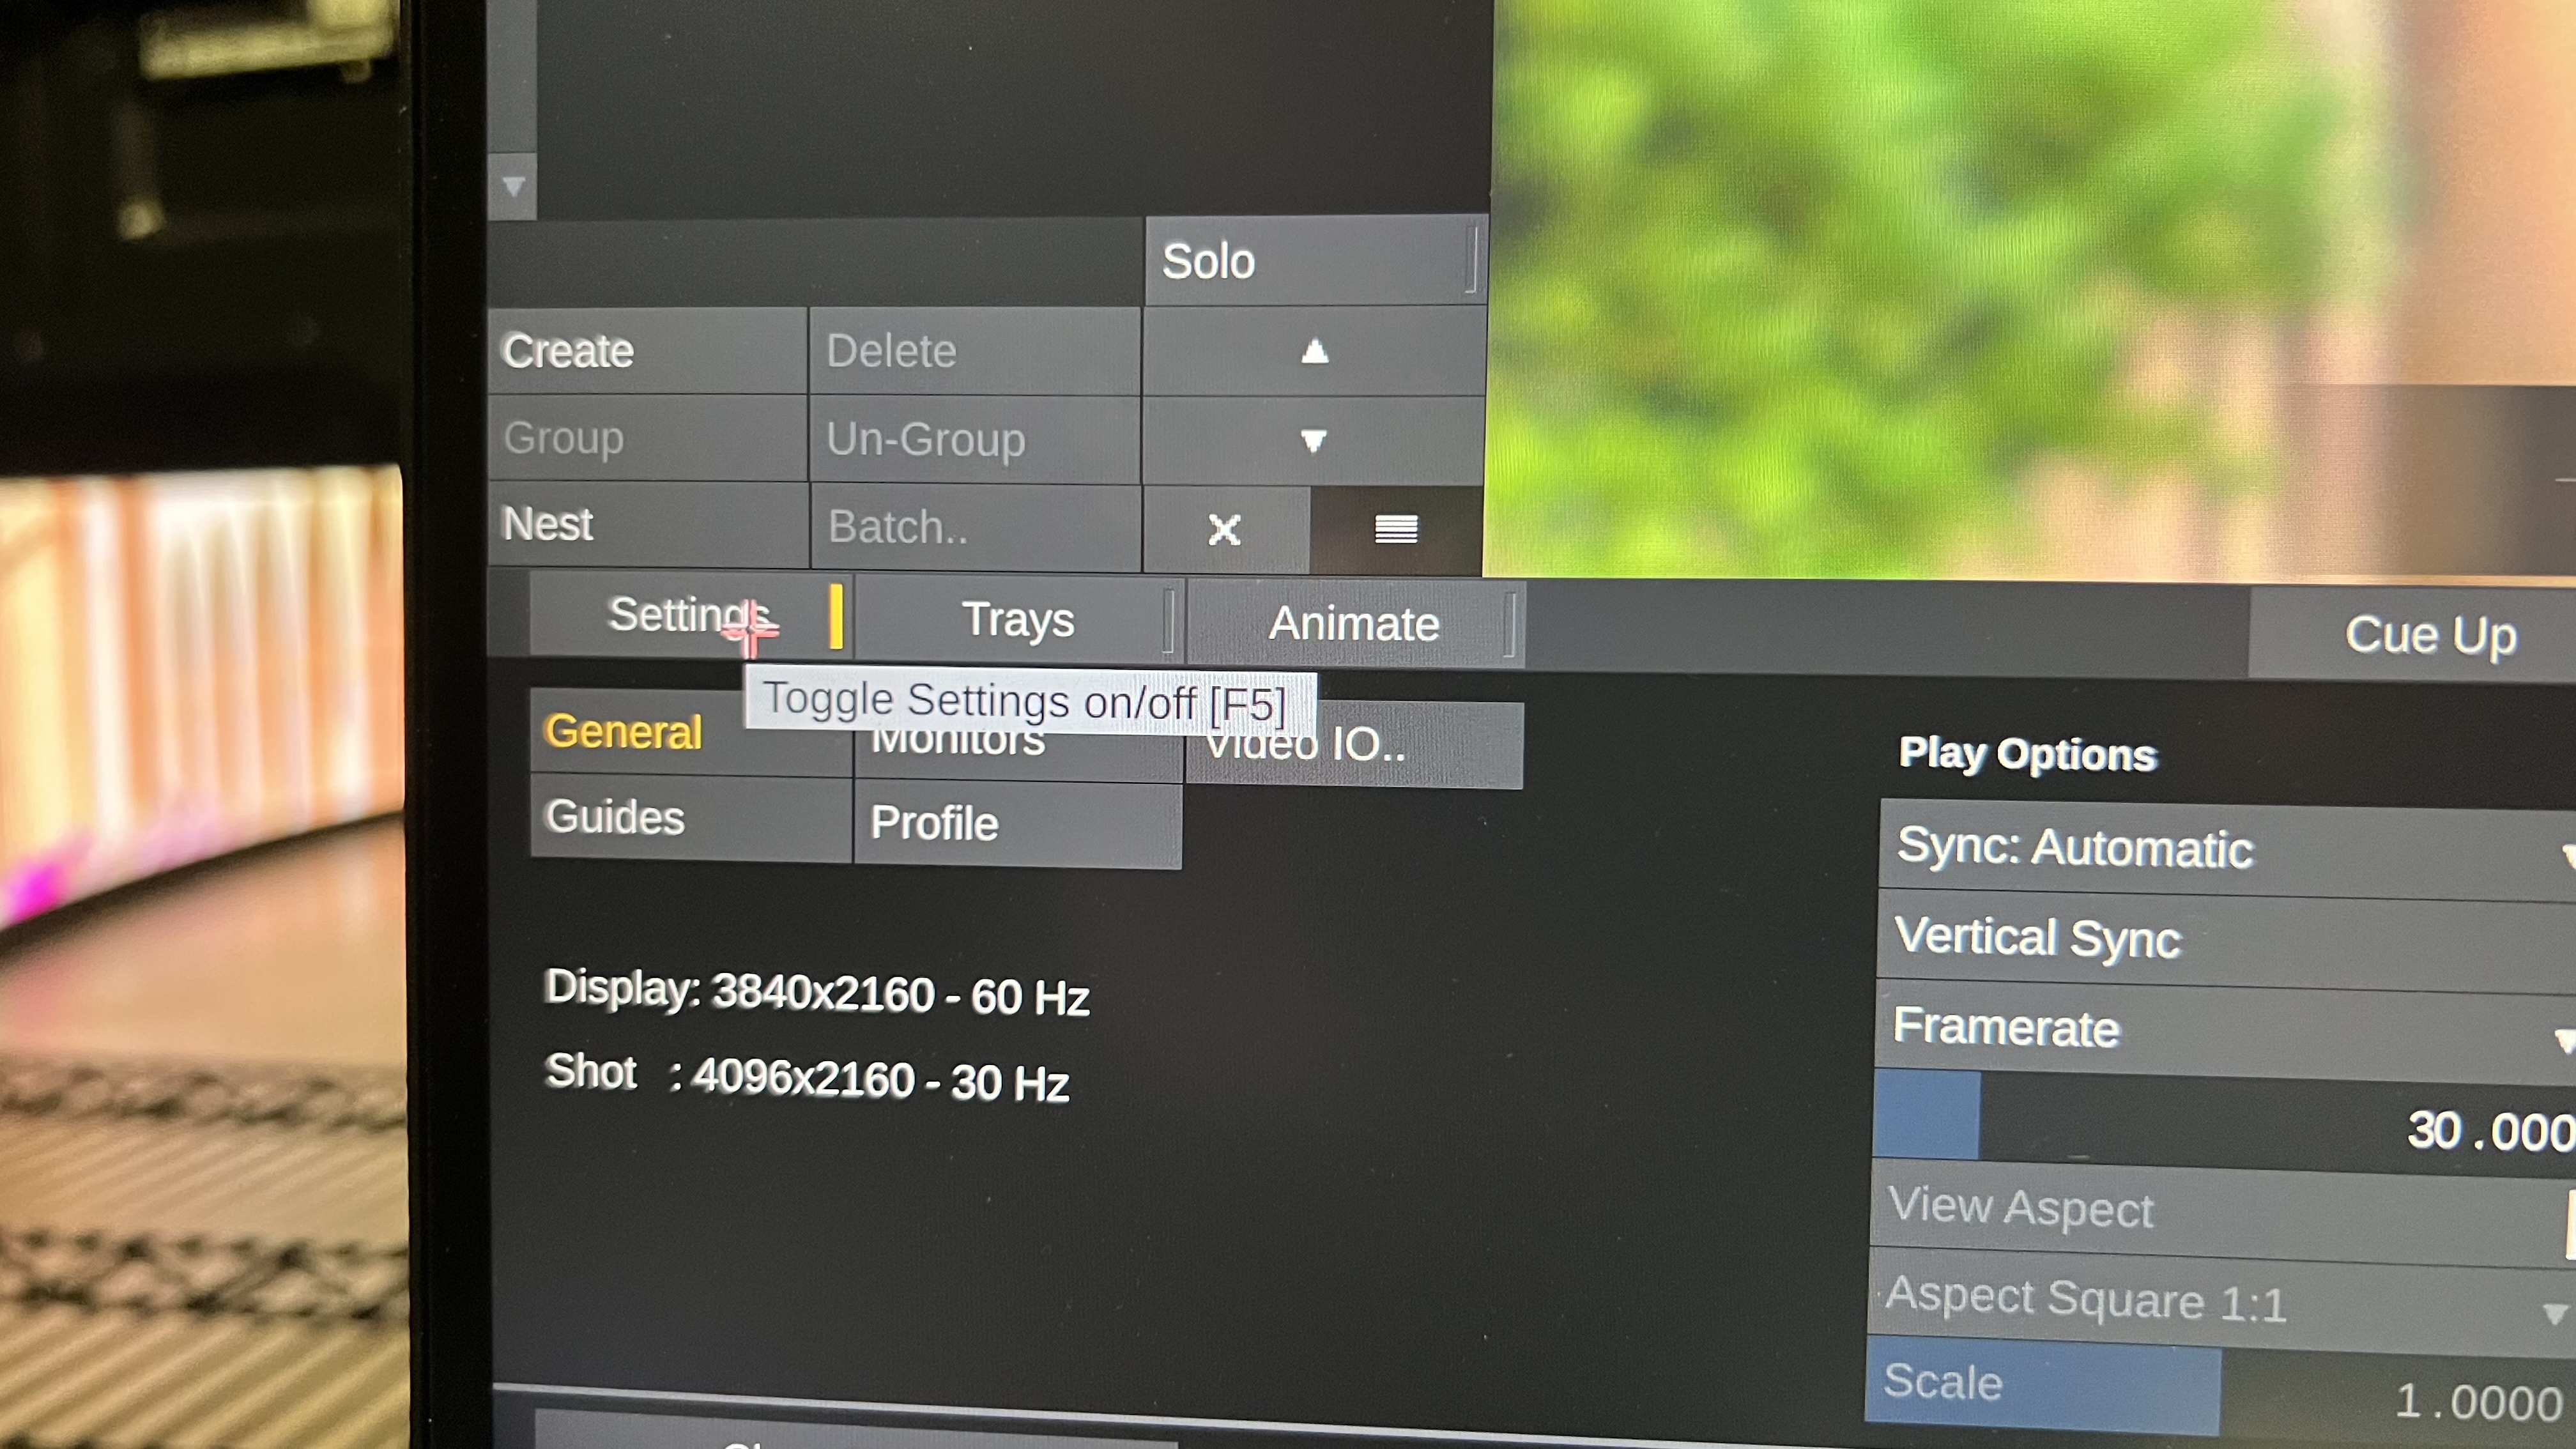 Solo
Create
Delete
Group
Un-Group
Nest
Batch..
Settings
Trays
Animate
Cue Up
Toggle Settings on/off [F5]
General
Monitors
Video IO..
Guides
Profile
Play Options
Sync: Automatic
Vertical Sync
Framerate
30.000
View Aspect
Aspect Square 1:1
Scale
1.0000
Display: 3840x2160 - 60 Hz
Shot : 4096x2160 - 30 Hz